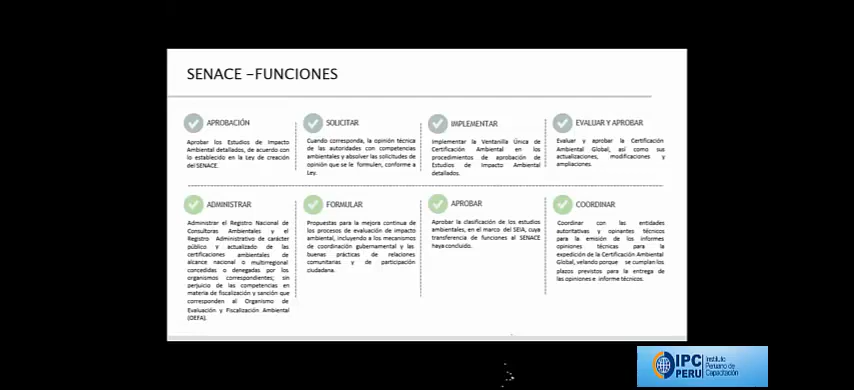 SENACE –FUNCIONES
APROBACIÓN
Aprobar los Estudios de Impacto
Ambiental detallados, de acuerdo con
lo establecido en la Ley de creación
del SENACE.
SOLICITAR
Cuando corresponda, la opinión técnica
de las autoridades con competencias
ambientales y absolver las solicitudes de
opinión que se le formulen, conforme a
Ley.
IMPLEMENTAR
Implementar la Ventanilla Única de
Certificación Ambiental en los
procedimientos de aprobación de
Estudios de Impacto Ambiental
detallados.
EVALUAR Y APROBAR
Evaluar y aprobar la Certificación
Ambiental Global, así como sus
actualizaciones, modificaciones y
ampliaciones.
ADMINISTRAR
Administrar el Registro Nacional de
Consultoras Ambientales y el
Registro Administrativo de carácter
público y actualizado de las
certificaciones ambientales de
alcance nacional o multirregional
concedidas o denegadas por los
organismos correspondientes; sin
perjuicio de las competencias en
materia de fiscalización y sanción que
corresponden al Organismo de
Evaluación y Fiscalización Ambiental
(OEFA).
FORMULAR
Propuestas para la mejora continua de
los procesos de evaluación de impacto
ambiental, incluyendo a los mecanismos
de coordinación gubernamental y las
buenas prácticas de relaciones
comunitarias y de participación
ciudadana.
APROBAR
Aprobar la clasificación de los estudios
ambientales, en el marco del SEIA, cuya
transferencia de funciones al SENACE
haya concluido.
COORDINAR
Coordinar con las entidades
autoritativas y opinantes técnicos
para la emisión de los informes
opiniones técnicas para la
expedición de la Certificación Ambiental
Global, velando porque se cumplan los
plazos previstos para la entrega de
las opiniones e informe técnicos.
IPC
PERU
Instituto
Peruano de
Capacitación